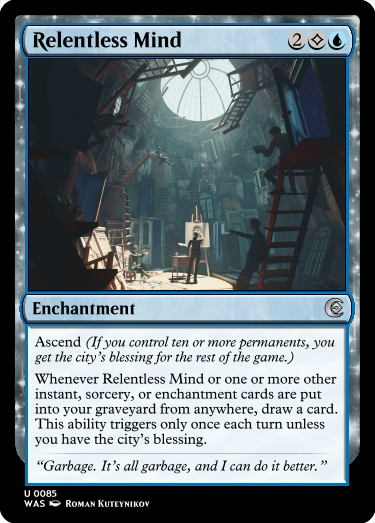 Relentless Mind 2 U
Enchantment
Ascend (If you control ten or more permanents, you
get the city's blessing for the rest of the game.)
Whenever Relentless Mind or one or more other
instant, sorcery, or enchantment cards are put
into your graveyard from anywhere, draw a card.
This ability triggers only once each turn unless
you have the city's blessing.
“Garbage. It's all garbage, and I can do it better.”
U 0085
WAS Roman Kuteynikov